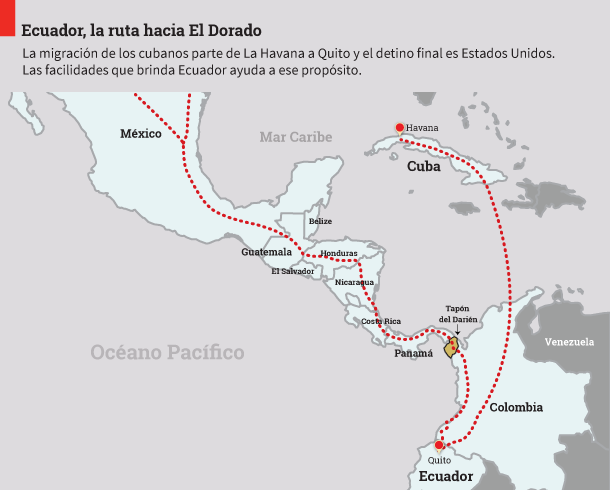 Ecuador, la ruta hacia El Dorado
La migración de los cubanos parte de La Havana a Quito y el detino final es Estados Unidos.
Las facilidades que brinda Ecuador ayuda a ese propósito.
México
Mar Caribe
Havana
Cuba
Belize
Guatemala
Honduras
El Salvador
Nicaragua
Costa Rica
Tapón
del Darién
Panamá
Venezuela
Océano Pacífico
Colombia
Quito
Ecuador